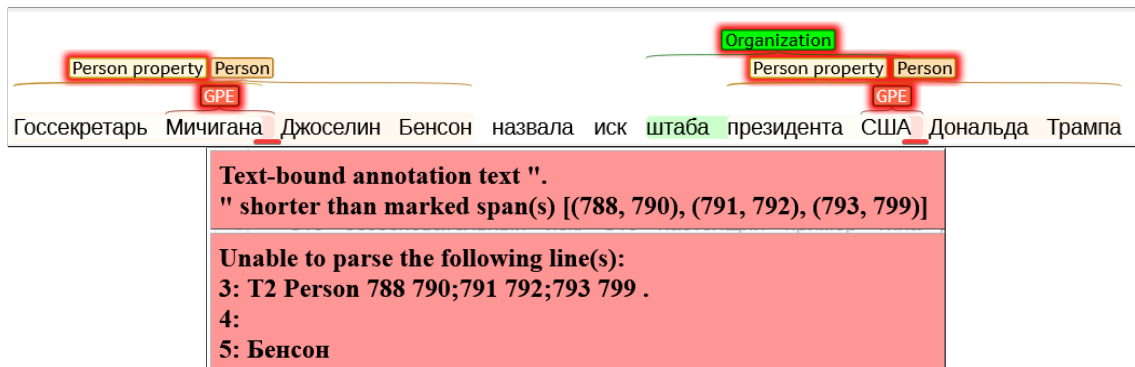 Organization
Person property Person Person property Person
GPE GPE
Госсекретарь Мичигана Джоселин Бенсон назвала иск штаба президента США Дональда Трампа
Text-bound annotation text ".
" shorter than marked span(s) [(788, 790), (791, 792), (793, 799)]
Unable to parse the following line(s):
3: T2 Person 788 790;791 792;793 799 .
4:
5: Бенсон